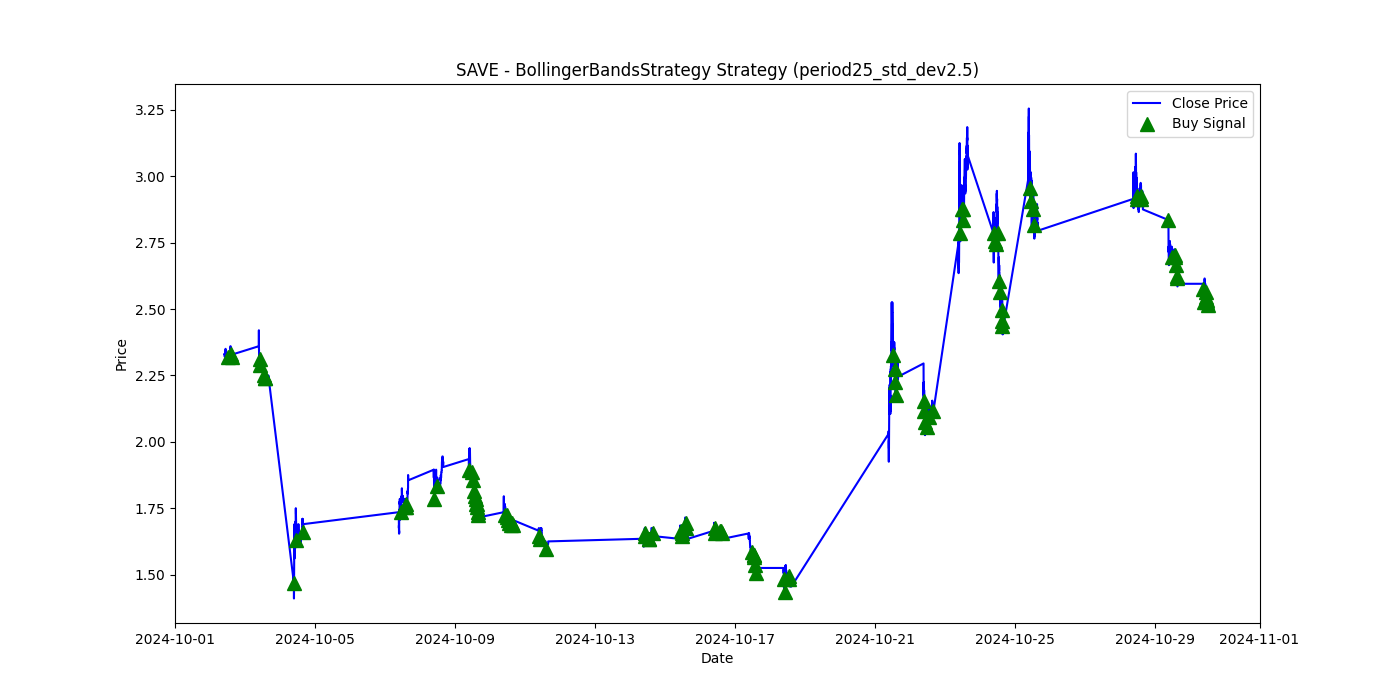 SAVE - BollingerBandsStrategy Strategy (period25_std_dev2.5)
Close Price
Buy Signal
Price
3.25
3.00
2.75
2.50
2.25
2.00
1.75
1.50
2024-10-01 2024-10-05 2024-10-09 2024-10-13 2024-10-17 2024-10-21 2024-10-25 2024-10-29 2024-11-01
Date